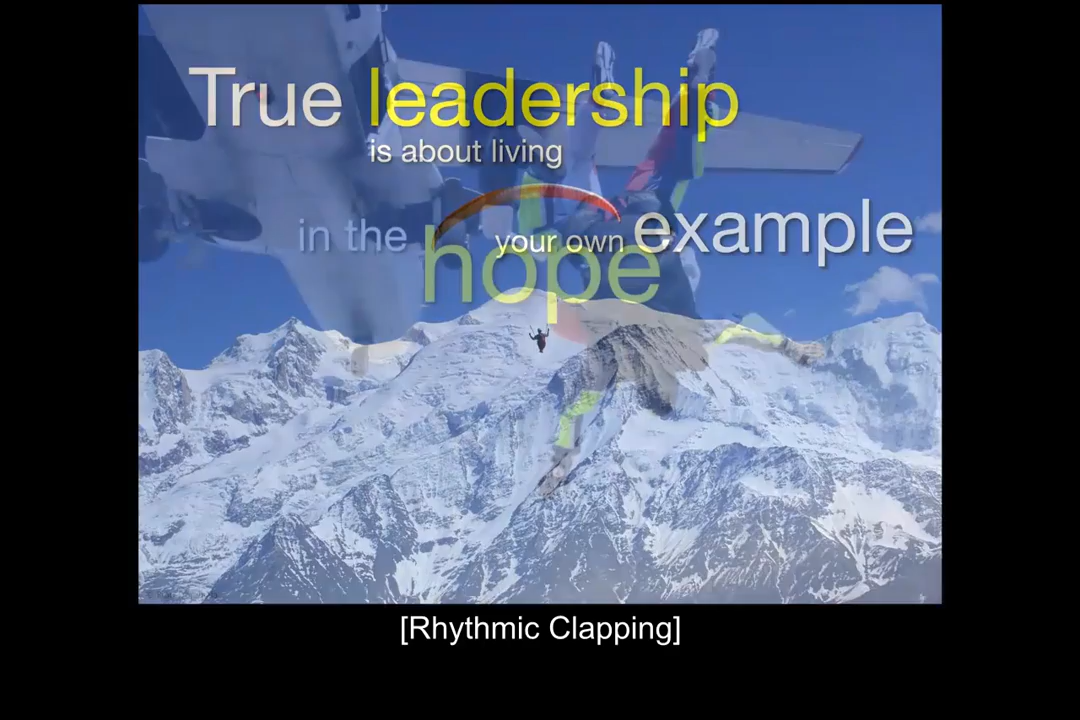 True leadership
is about living
in the hope
your own example
[Rhythmic Clapping]